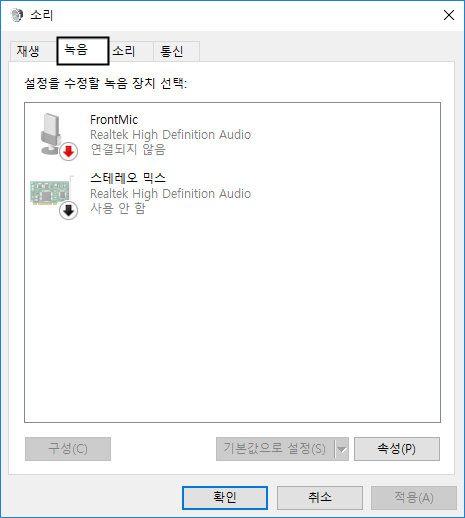 소리
재생
녹음
소리
통신
설정을 수정할 녹음 장치 선택:
FrontMic
Realtek High Definition Audio
연결되지 않음
스테레오 믹스
Realtek High Definition Audio
사용 안 함
구성(C)
기본값으로 설정(S)
속성(P)
확인
취소
적용(A)